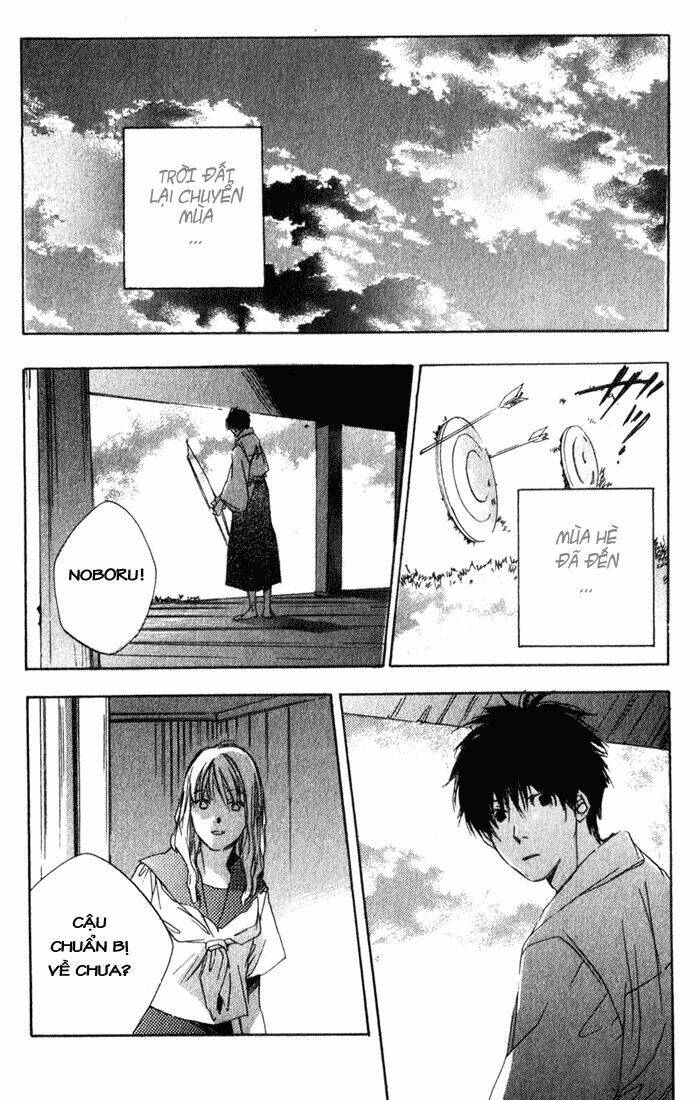 TRỜI ĐẤT
LẠI CHUYỂN
MÙA
...
MÙA HÈ
ĐÃ ĐẾN
...
NOBORU!
CẬU
CHUẨN BỊ
VỀ CHƯA?